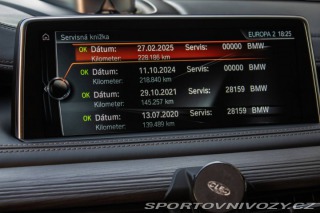 Servisná knižka EUROPA 2 18:25
OK Dátum: 27.02.2025 Servis: 00000 BMW
Kilometer: 228.186 km
OK Dátum: 11.10.2024 Servis: 00000 BMW
Kilometer: 218.840 km
OK Dátum: 29.10.2021 Servis: 28159 BMW
Kilometer: 145.257 km
OK Dátum: 13.07.2020 Servis: 28159 BMW
Kilometer: 139.489 km
SPORTOVNIVOZY.CZ